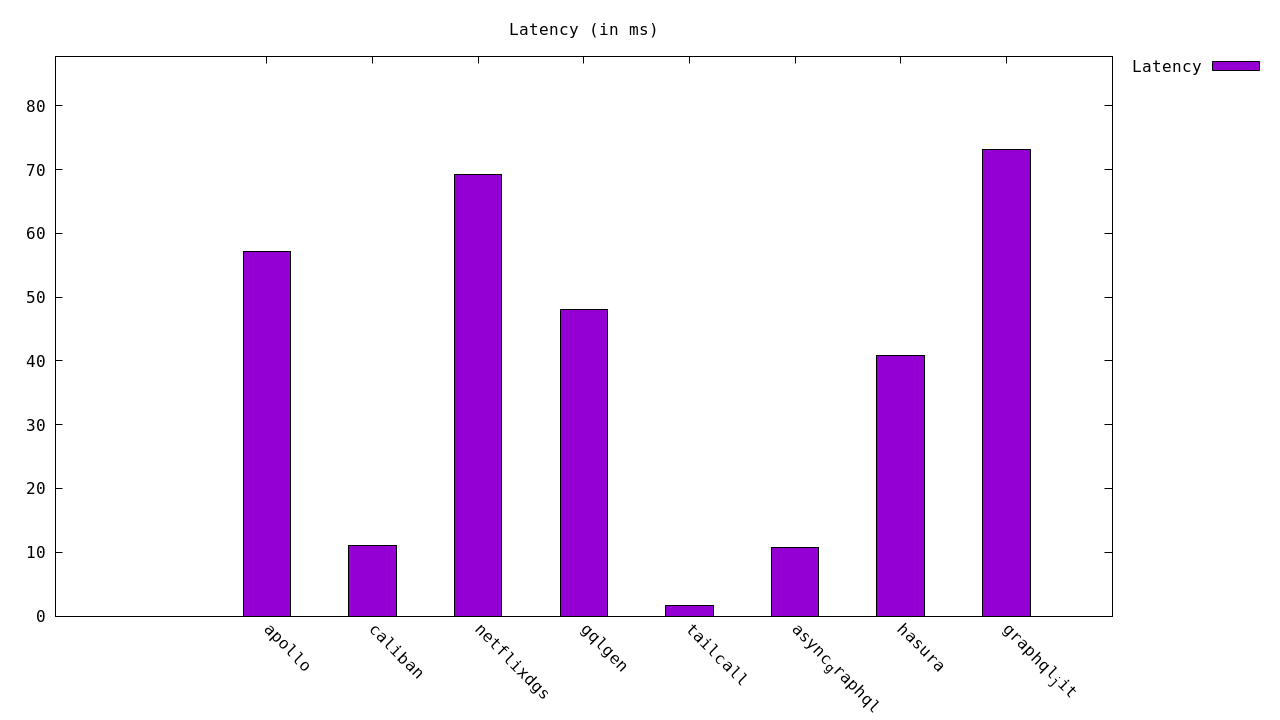 Latency (in ms)
Latency
80
70
60
50
40
30
20
10
0
apollo
caliban
netflixdgs
gqlgen
tailcall
async_graphql
hasura
graphql_jit